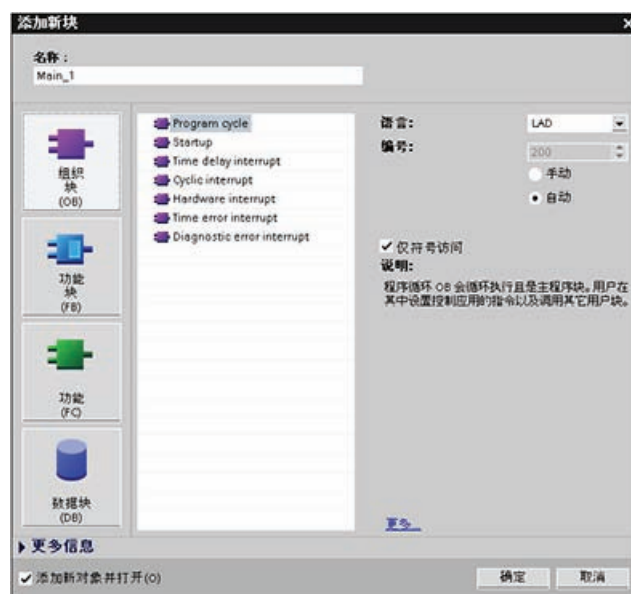 添加新块
名称：
Main_1
组织
块
(OB)
功能
块
(FB)
功能
(FC)
数据块
(DB)
Program cycle
Startup
Time delay interrupt
Cyclic interrupt
Hardware interrupt
Time error interrupt
Diagnostic error interrupt
语言：
LAD
编号：
200
手动
自动
仅符号访问
说明：
程序循环 OB 会循环执行且是主程序块。用户在
其中设置控制应用的指令以及调用其它用户块。
更多...
更多信息
添加新对象并打开(O)
确定
取消